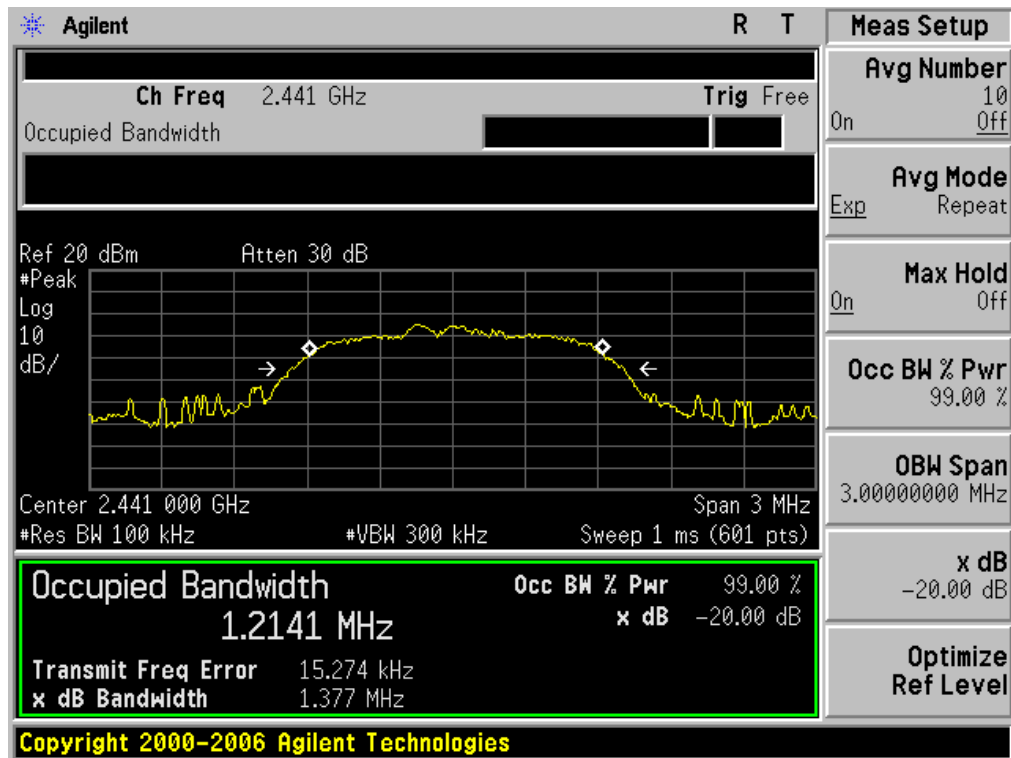 Agilent R T
Ch Freq 2.441 GHz Trig Free
Occupied Bandwidth
Ref 20 dBm Atten 30 dB
#Peak
Log
10
dB/
Center 2.441 000 GHz Span 3 MHz
#Res BW 100 kHz #VBW 300 kHz Sweep 1 ms (601 pts)
Occupied Bandwidth
1.2141 MHz
Occ BW % Pwr 99.00 %
x dB -20.00 dB
Transmit Freq Error 15.274 kHz
x dB Bandwidth 1.377 MHz
Copyright 2000-2006 Agilent Technologies
Meas Setup
Avg Number
10
On Off
Avg Mode
Exp Repeat
Max Hold
On Off
Occ BW % Pwr
99.00 %
OBW Span
3.00000000 MHz
x dB
-20.00 dB
Optimize
Ref Level